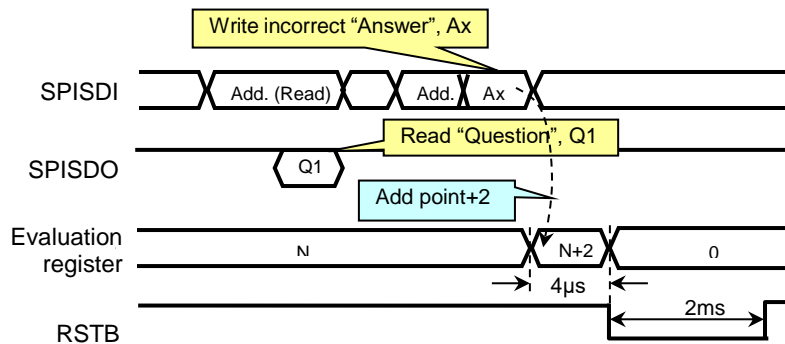 Write incorrect “Answer”, Ax
SPISDI
Add. (Read)
Add.
Ax
Read “Question”, Q1
SPISDO
Q1
Add point+2
Evaluation
register
N
N+2
0
4µs
2ms
RSTB